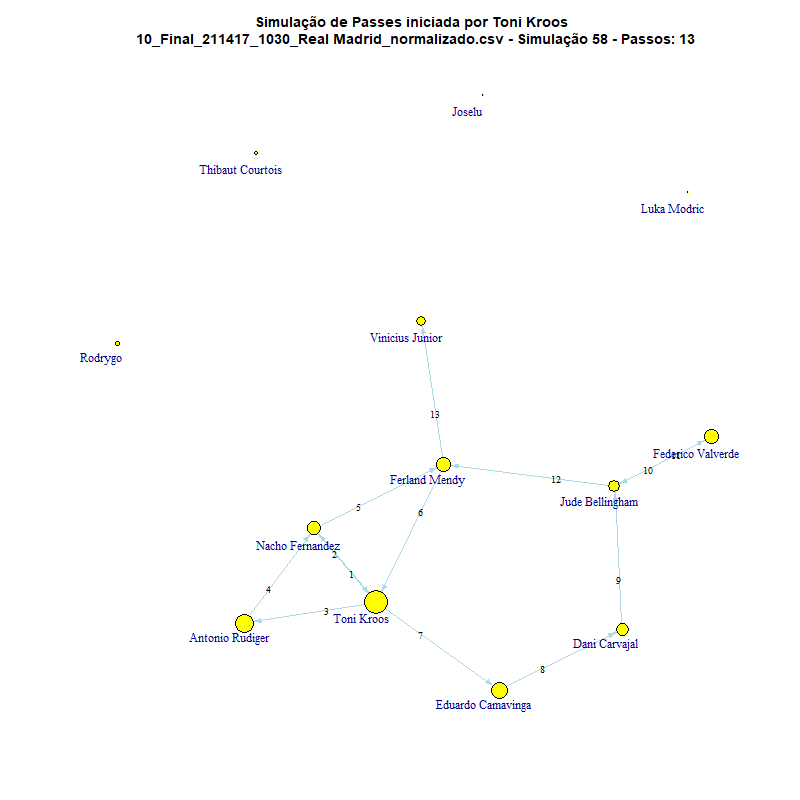 Simulação de Passes iniciada por Toni Kroos
10_Final_211417_1030_Real Madrid_normalizado.csv - Simulação 58 - Passos: 13
Joselu
Thibaut Courtois
Luka Modric
Vinicius Junior
Rodrygo
13
Federico Valverde
11
10
Ferland Mendy
12
Jude Bellingham
5
6
Nacho Fernandez
2
1
9
4
3
Toni Kroos
7
Antonio Rudiger
Dani Carvajal
8
Eduardo Camavinga